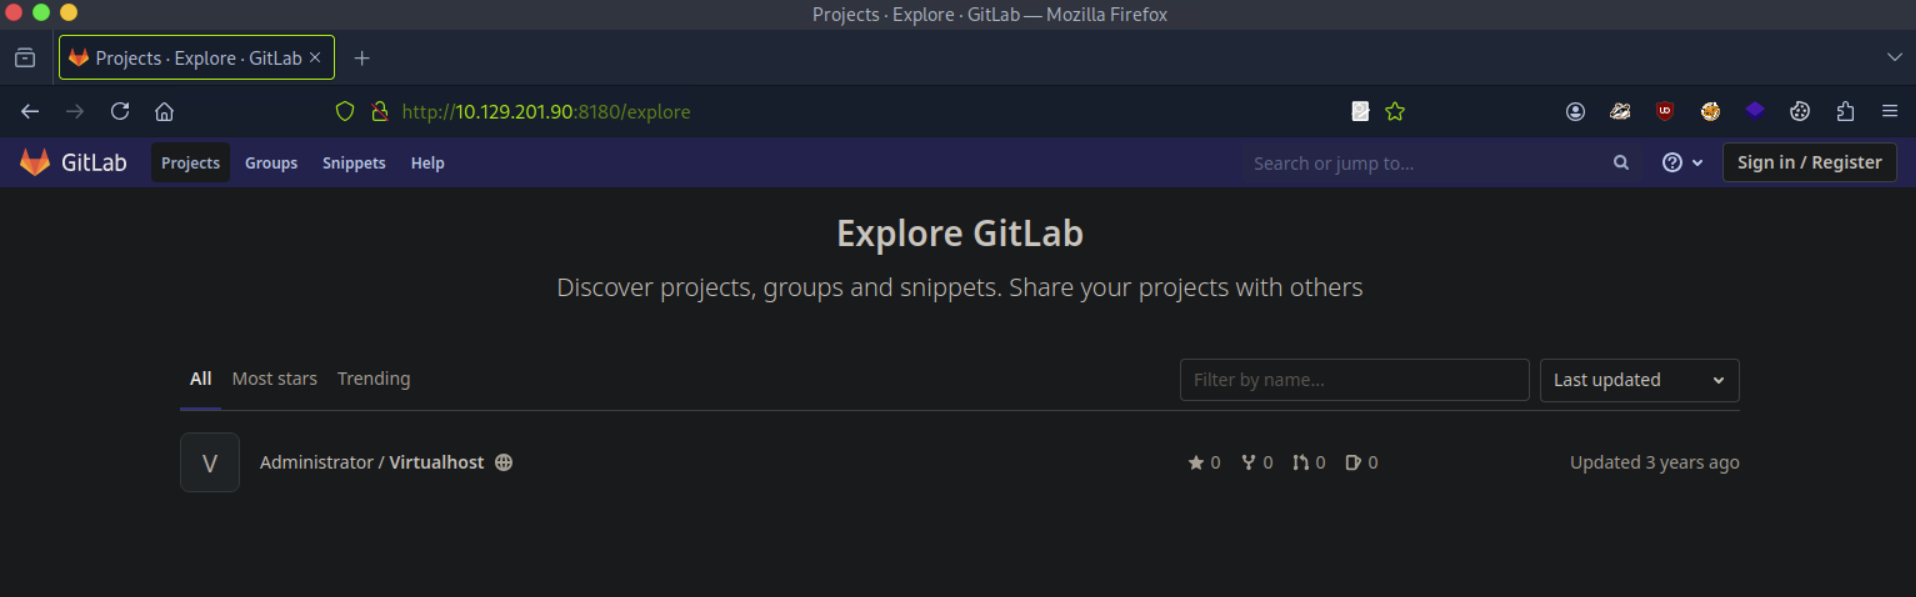 Projects · Explore · GitLab — Mozilla Firefox
Projects · Explore · GitLab
http://10.129.201.90:8180/explore
GitLab Projects Groups Snippets Help Search or jump to... Sign in / Register
Explore GitLab
Discover projects, groups and snippets. Share your projects with others
All Most stars Trending Filter by name... Last updated
V Administrator / Virtualhost 0 0 0 0 Updated 3 years ago